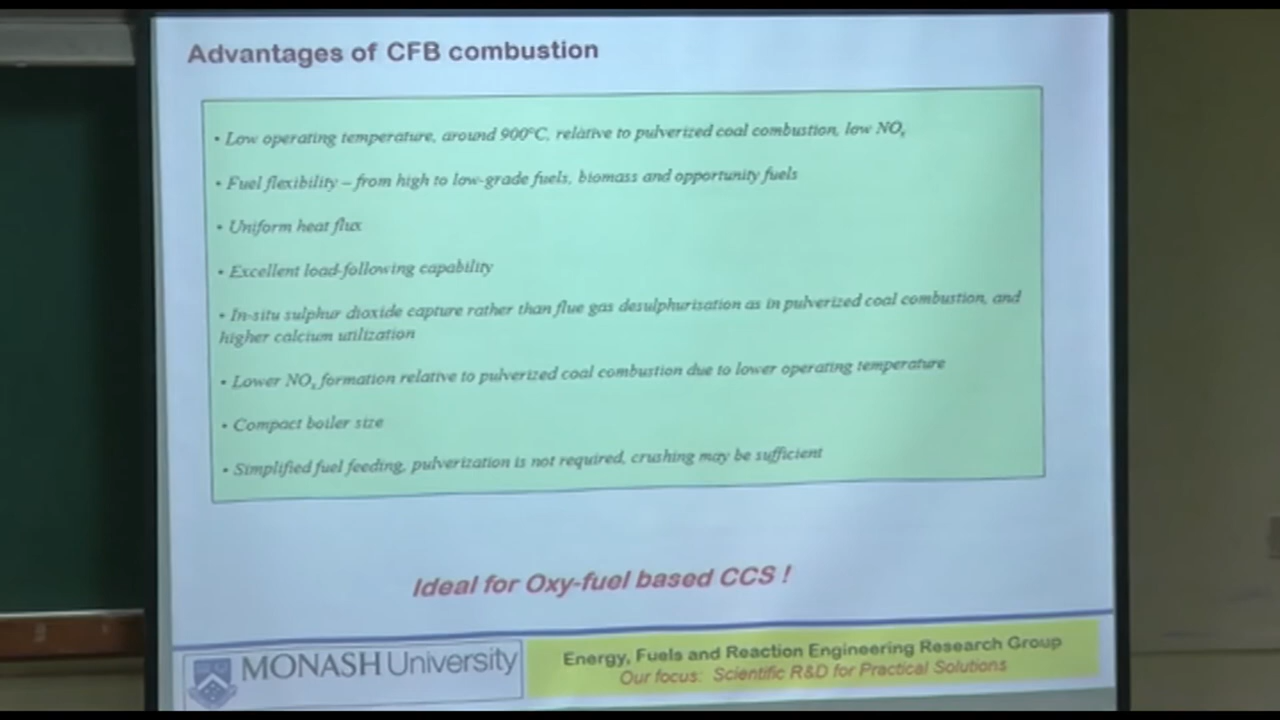 Advantages of CFB combustion
• Low operating temperature, around 900°C, relative to pulverized coal combustion, low NOx
• Fuel flexibility – from high to low-grade fuels, biomass and opportunity fuels
• Uniform heat flux
• Excellent load-following capability
• In-situ sulphur dioxide capture rather than flue gas desulphurisation as in pulverized coal combustion, and
higher calcium utilization
• Lower NOx formation relative to pulverized coal combustion due to lower operating temperature
• Compact boiler size
• Simplified fuel feeding, pulverization is not required, crushing may be sufficient
Ideal for Oxy-fuel based CCS !
MONASH University
Energy, Fuels and Reaction Engineering Research Group
Our focus: Scientific R&D for Practical Solutions